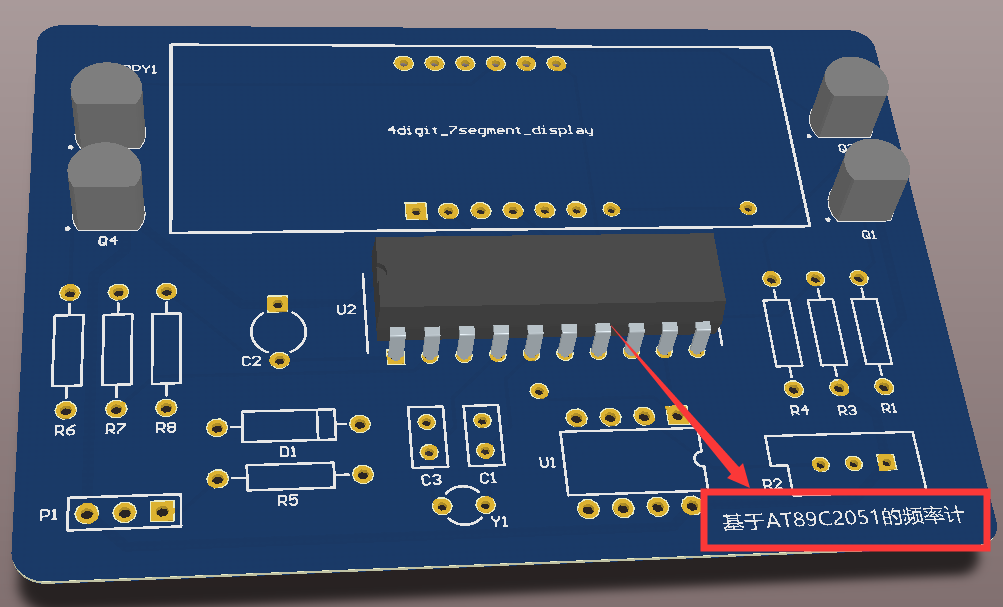 DPY1
4digit_7segment_display
Q4
Q1
U2
C2
R6
R7
R8
R4
R3
R1
D1
C3
C1
U1
R2
R5
P1
Y1
基于AT89C2051的频率计